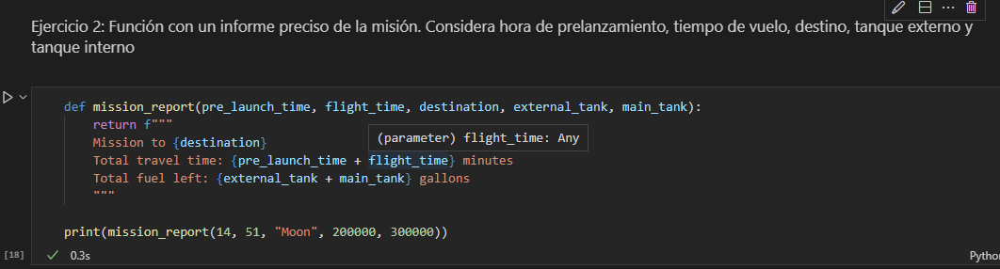 Ejercicio 2: Función con un informe preciso de la misión. Considera hora de prelanzamiento, tiempo de vuelo, destino, tanque externo y
tanque interno
def mission_report(pre_launch_time, flight_time, destination, external_tank, main_tank):
    return f"""
    Mission to {destination}
(parameter) flight_time: Any
    Total travel time: {pre_launch_time + flight_time} minutes
    Total fuel left: {external_tank + main_tank} gallons
    """
print(mission_report(14, 51, "Moon", 200000, 300000))
[18]
0.3s